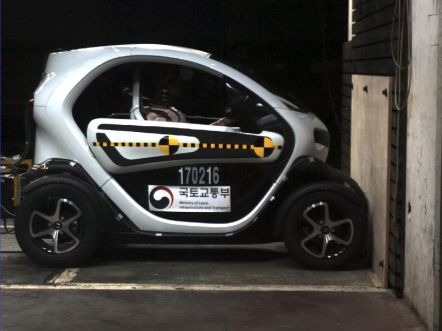 170216
국토교통부
Ministry of Land,
Infrastructure and Transport